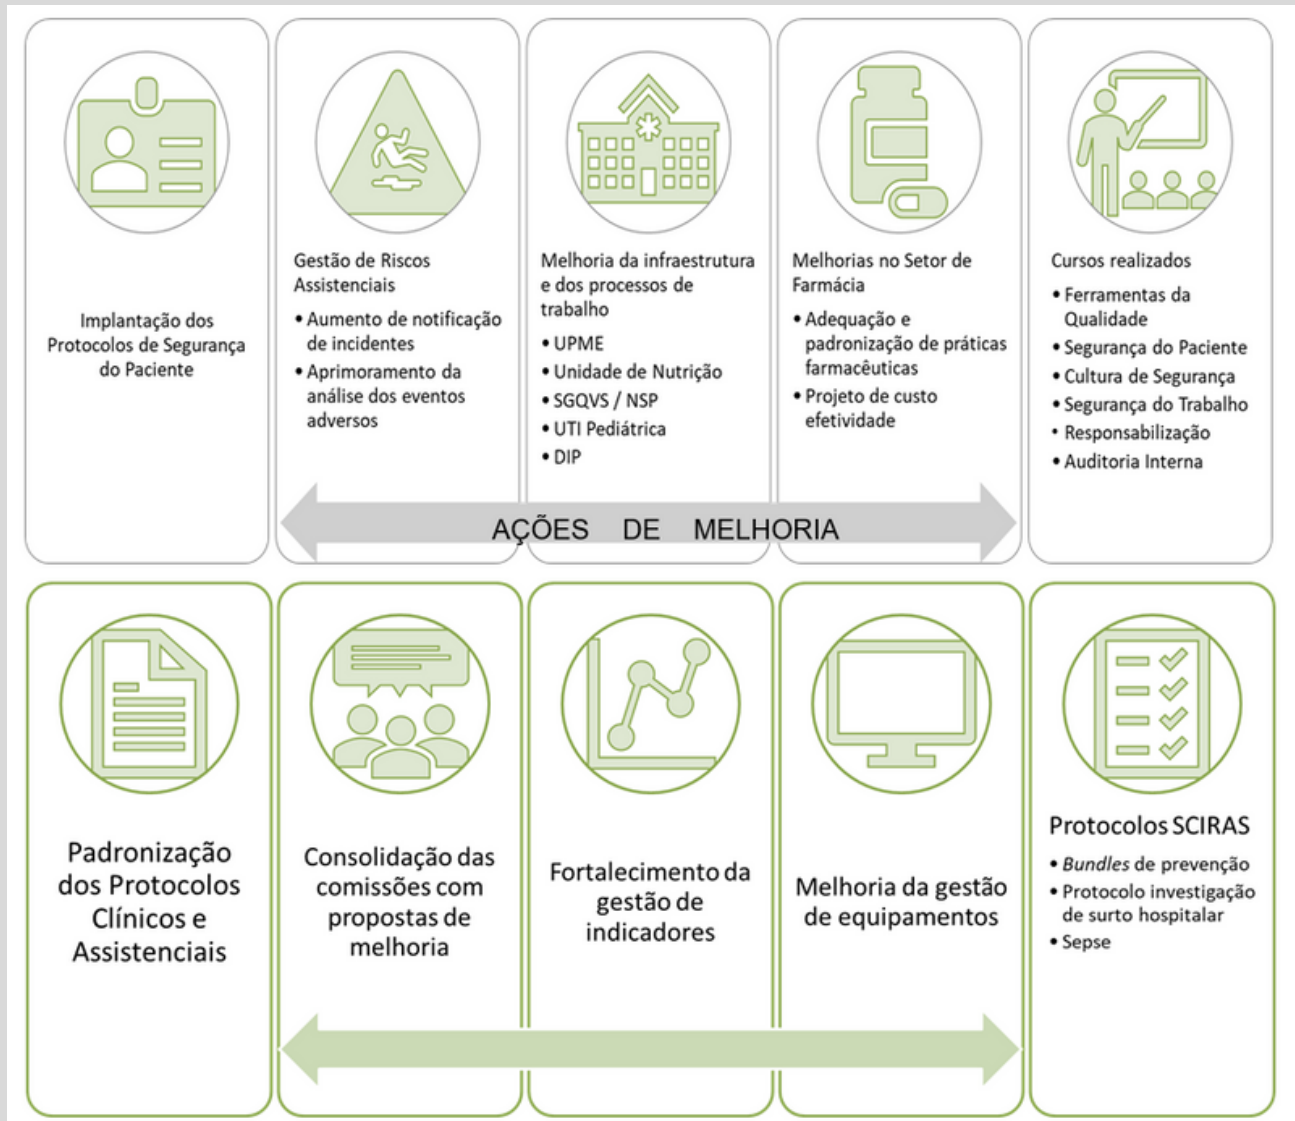 Implantação dos
Protocolos de Segurança
do Paciente
Gestão de Riscos
Assistenciais
• Aumento de notificação
de incidentes
• Aprimoramento da
análise dos eventos
adversos
Melhoria da infraestrutura
e dos processos de
trabalho
• UPME
• Unidade de Nutrição
• SGQVS / NSP
• UTI Pediátrica
• DIP
Melhorias no Setor de
Farmácia
• Adequação e
padronização de práticas
farmacêuticas
• Projeto de custo
efetividade
Cursos realizados
• Ferramentas da
Qualidade
• Segurança do Paciente
• Cultura de Segurança
• Segurança do Trabalho
• Responsabilização
• Auditoria Interna
AÇÕES DE MELHORIA
Padronização
dos Protocolos
Clínicos e
Assistenciais
Consolidação das
comissões com
propostas de
melhoria
Fortalecimento da
gestão de
indicadores
Melhoria da gestão
de equipamentos
Protocolos SCIRAS
• Bundles de prevenção
• Protocolo investigação
de surto hospitalar
• Sepse